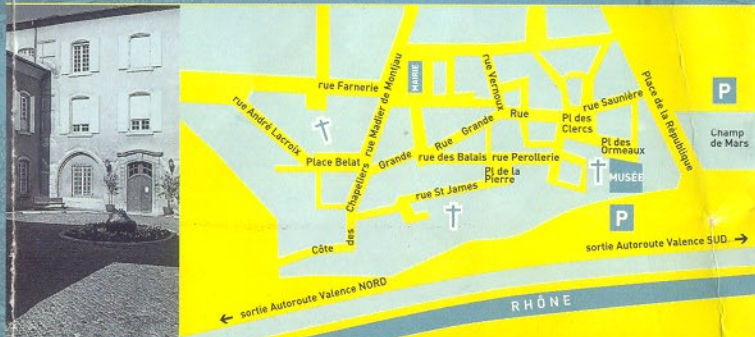 rue Farnerie
rue Madier de Montjau
MAIRIE
rue Vernoux
rue André Lacroix
Place Belat
Grande Rue
Grande Rue
rue Saunière
Pl des
Clercs
Place de la République
P
Champ
de Mars
rue des Balais
rue Perollerie
Pl des
Ormeaux
MUSÉE
Pl de la
Pierre
rue St James
Côte des Chapeliers
P
sortie Autoroute Valence SUD →
← sortie Autoroute Valence NORD
RHÔNE